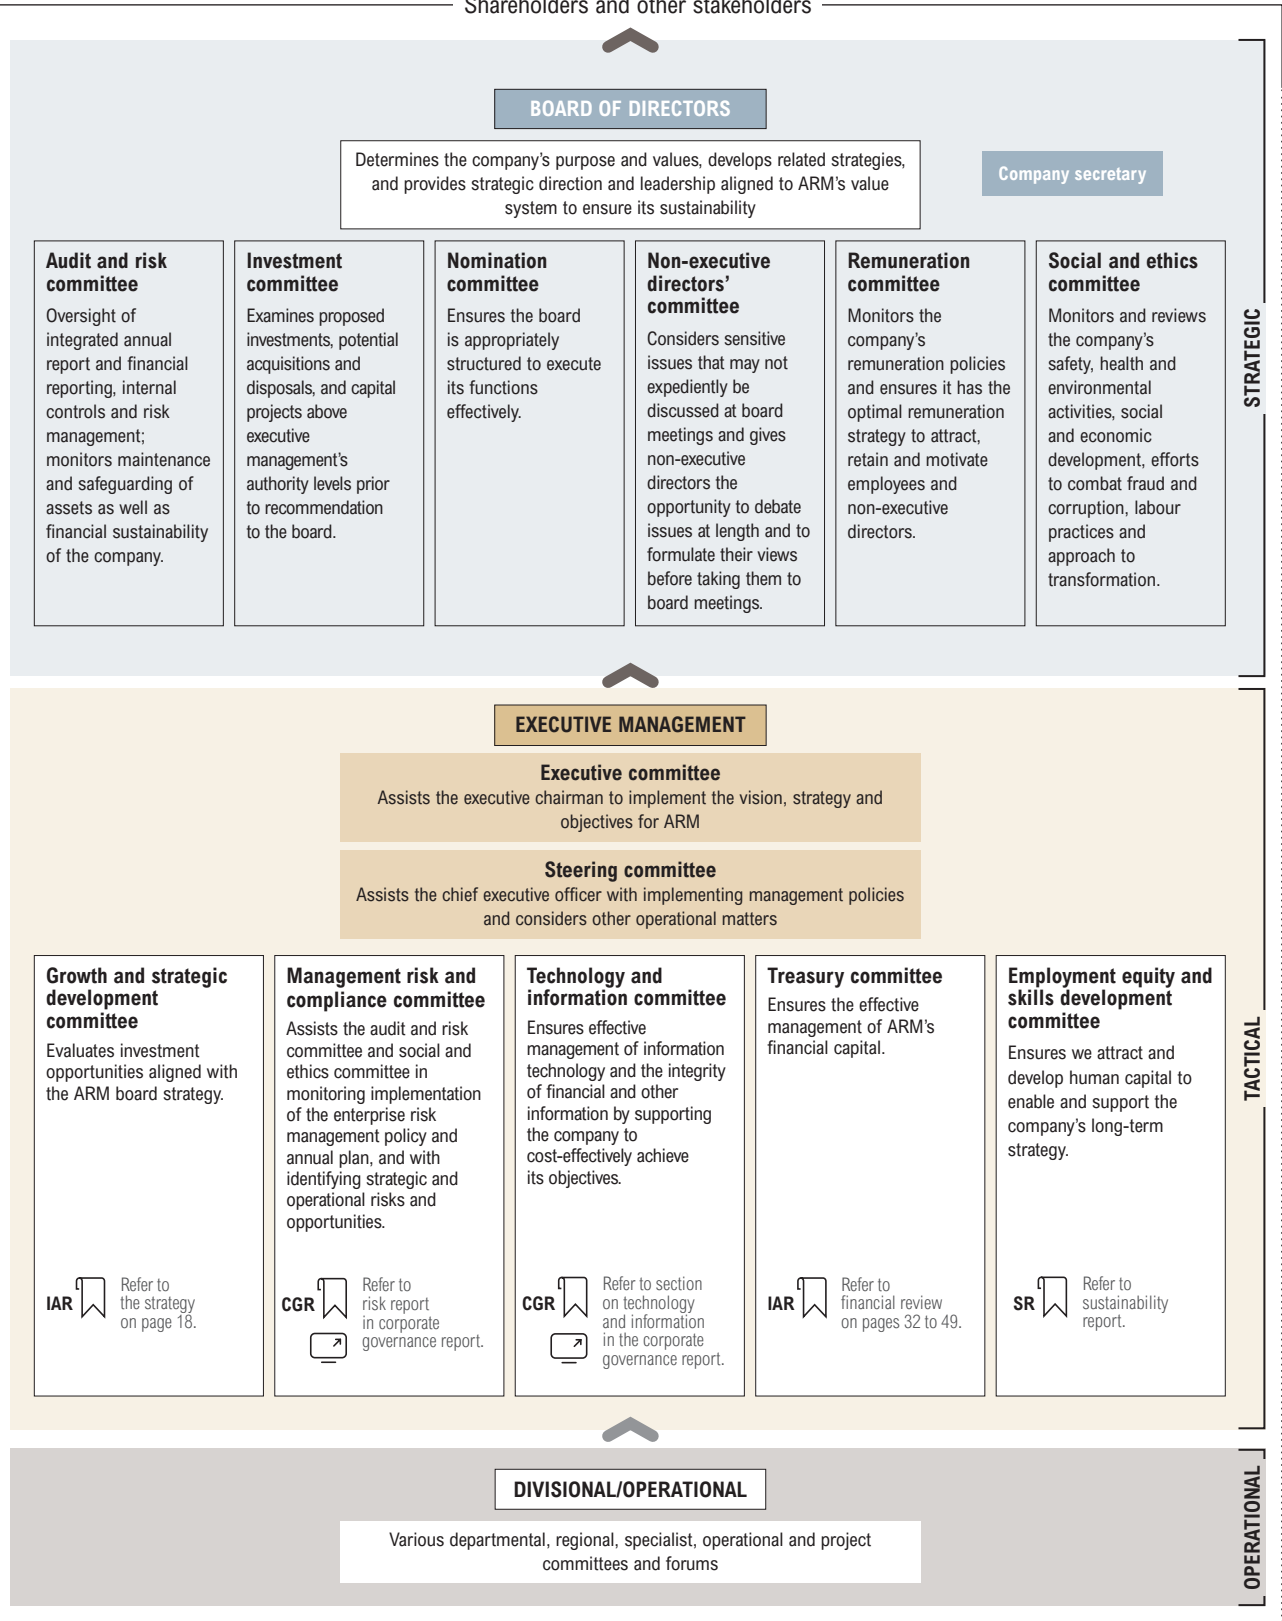 Shareholders and other stakeholders
BOARD OF DIRECTORS
Determines the company’s purpose and values, develops related strategies,
and provides strategic direction and leadership aligned to ARM’s value
system to ensure its sustainability
Company secretary
Audit and risk
committee
Oversight of
integrated annual
report and financial
reporting, internal
controls and risk
management;
monitors maintenance
and safeguarding of
assets as well as
financial sustainability
of the company.
Investment
committee
Examines proposed
investments, potential
acquisitions and
disposals, and capital
projects above
executive
management’s
authority levels prior
to recommendation
to the board.
Nomination
committee
Ensures the board
is appropriately
structured to execute
its functions
effectively.
Non-executive
directors’
committee
Considers sensitive
issues that may not
expediently be
discussed at board
meetings and gives
non-executive
directors the
opportunity to debate
issues at length and to
formulate their views
before taking them to
board meetings.
Remuneration
committee
Monitors the
company’s
remuneration policies
and ensures it has the
optimal remuneration
strategy to attract,
retain and motivate
employees and
non-executive
directors.
Social and ethics
committee
Monitors and reviews
the company’s
safety, health and
environmental
activities, social
and economic
development, efforts
to combat fraud and
corruption, labour
practices and
approach to
transformation.
STRATEGIC
EXECUTIVE MANAGEMENT
Executive committee
Assists the executive chairman to implement the vision, strategy and
objectives for ARM
Steering committee
Assists the chief executive officer with implementing management policies
and considers other operational matters
Growth and strategic
development
committee
Evaluates investment
opportunities aligned with
the ARM board strategy.
IAR
Refer to
the strategy
on page 18.
Management risk and
compliance committee
Assists the audit and risk
committee and social and
ethics committee in
monitoring implementation
of the enterprise risk
management policy and
annual plan, and with
identifying strategic and
operational risks and
opportunities.
CGR
Refer to
risk report
in corporate
governance report.
Technology and
information committee
Ensures effective
management of information
technology and the integrity
of financial and other
information by supporting
the company to
cost-effectively achieve
its objectives.
CGR
Refer to section
on technology
and information
in the corporate
governance report.
Treasury committee
Ensures the effective
management of ARM’s
financial capital.
IAR
Refer to
financial review
on pages 32 to 49.
Employment equity and
skills development
committee
Ensures we attract and
develop human capital to
enable and support the
company’s long-term
strategy.
SR
Refer to
sustainability
report.
TACTICAL
DIVISIONAL/OPERATIONAL
Various departmental, regional, specialist, operational and project
committees and forums
OPERATIONAL